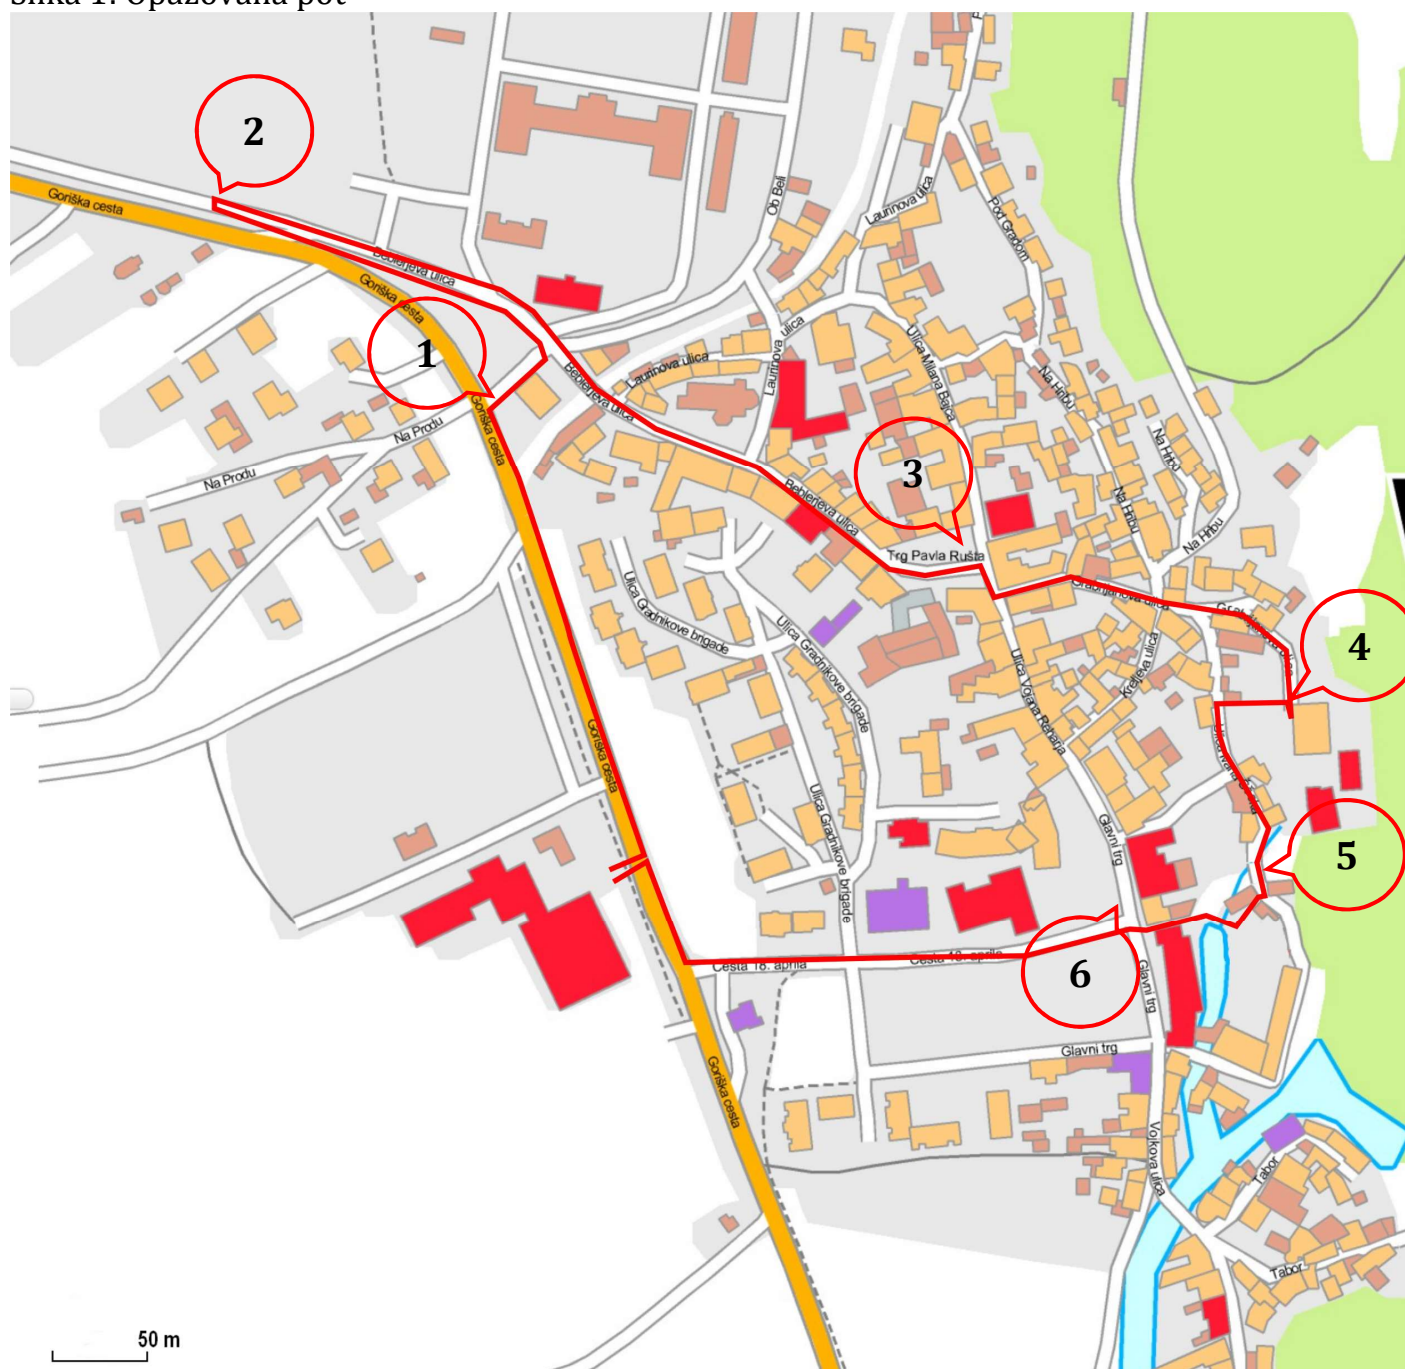 Slika 1: Opazovana pot
2
Goriška cesta
Beblerjeva ulica
Goriška cesta
1
Ob Beli
Laurinova ulica
Pod Gradom
Laurinova ulica
Laurinova ulica
Ulica Milana Bajca
Beblerjeva ulica
Na Hribu
Goriška cesta
Na Produ
Na Produ
3
Na Hribu
Na Hribu
Na Hribu
Beblerjeva ulica
Trg Pavla Rušta
Ulica Gradnikove brigade
Grabrijanova ulica
Grabrijanova ulica
4
Ulica Gradnikove brigade
Kreljeva ulica
Ulica Vojana Reharja
Goriška cesta
Ulica Gradnikove brigade
Glavni trg
5
Cesta 18. aprila
Cesta 18. aprila
6
Glavni trg
Glavni trg
Goriška cesta
Vojkova ulica
Tabor
Tabor
50 m